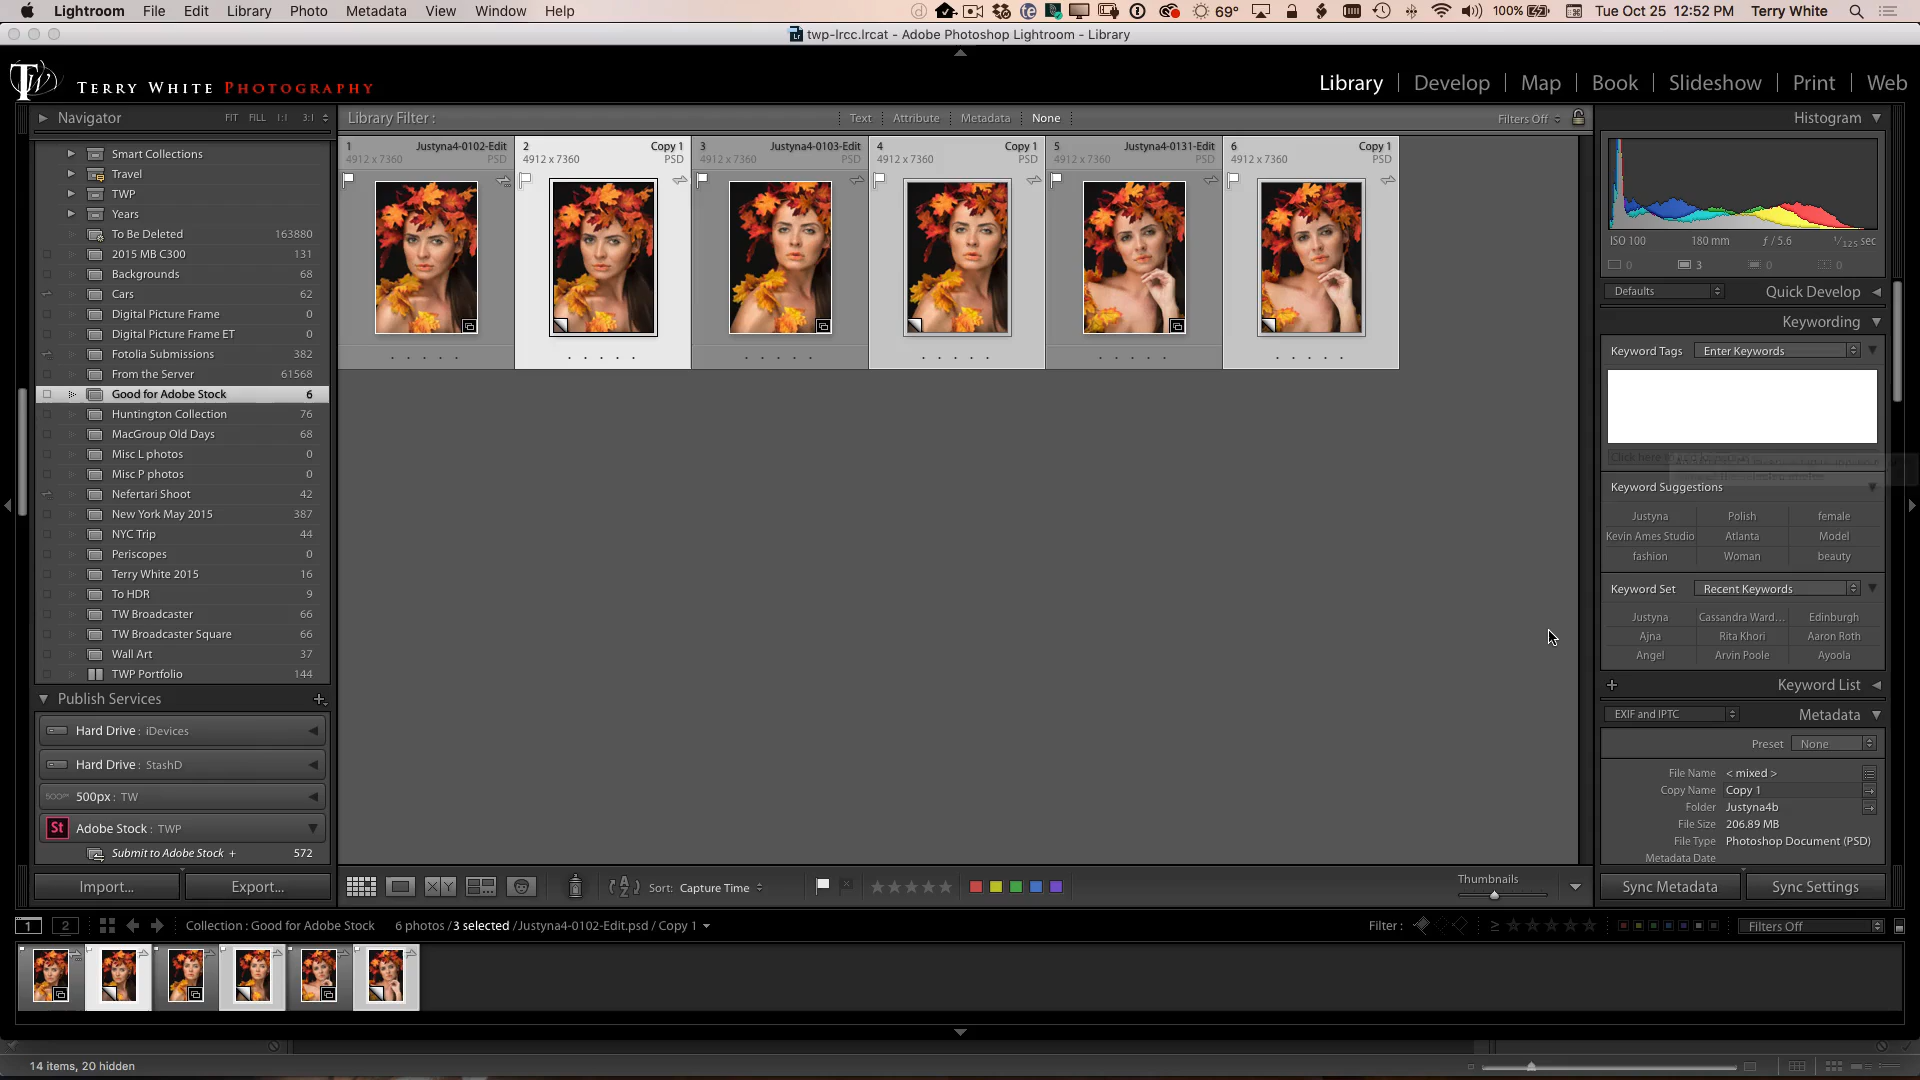 Lightroom File Edit Library Photo Metadata View Window Help
69° 100% Tue Oct 25 12:52 PM Terry White
twp-lrcc.lrcat - Adobe Photoshop Lightroom - Library
TW TERRY WHITE PHOTOGRAPHY
Library | Develop | Map | Book | Slideshow | Print | Web
Navigator FIT FILL 1:1 3:1
Library Filter : Text Attribute Metadata None Filters Off
Histogram
Smart Collections
Travel
TWP
Years
To Be Deleted 163880
2015 MB C300 131
Backgrounds 68
Cars 62
Digital Picture Frame 0
Digital Picture Frame ET 0
Fotolia Submissions 382
From the Server 61568
Good for Adobe Stock 6
Huntington Collection 76
MacGroup Old Days 68
Misc L photos 0
Misc P photos 0
Nefertari Shoot 42
New York May 2015 387
NYC Trip 44
Periscopes 0
Terry White 2015 16
To HDR 9
TW Broadcaster 66
TW Broadcaster Square 66
Wall Art 37
TWP Portfolio 144
Publish Services
Hard Drive : iDevices
Hard Drive : StashD
500px 500px : TW
St Adobe Stock : TWP
Submit to Adobe Stock + 572
Import... Export...
1 Justyna4-0102-Edit
4912 x 7360 PSD
2 Copy 1
4912 x 7360 PSD
3 Justyna4-0103-Edit
4912 x 7360 PSD
4 Copy 1
4912 x 7360 PSD
5 Justyna4-0131-Edit
4912 x 7360 PSD
6 Copy 1
4912 x 7360 PSD
ISO 100 180 mm ƒ / 5.6 1/125 sec
0 3 0 0
Defaults Quick Develop
Keywording
Keyword Tags Enter Keywords
Click here to
Keyword Suggestions
Justyna Polish female
Kevin Ames Studio Atlanta Model
fashion Woman beauty
Keyword Set Recent Keywords
Justyna Cassandra Ward... Edinburgh
Ajna Rita Khori Aaron Roth
Angel Arvin Poole Ayoola
Keyword List
EXIF and IPTC Metadata
Preset None
File Name < mixed >
Copy Name Copy 1
Folder Justyna4b
File Size 206.89 MB
File Type Photoshop Document (PSD)
Metadata Date
Sync Metadata Sync Settings
XY A Z Sort: Capture Time Thumbnails
1 2 Collection : Good for Adobe Stock 6 photos / 3 selected / Justyna4-0102-Edit.psd / Copy 1 Filter : ≥ Filters Off
14 items, 20 hidden